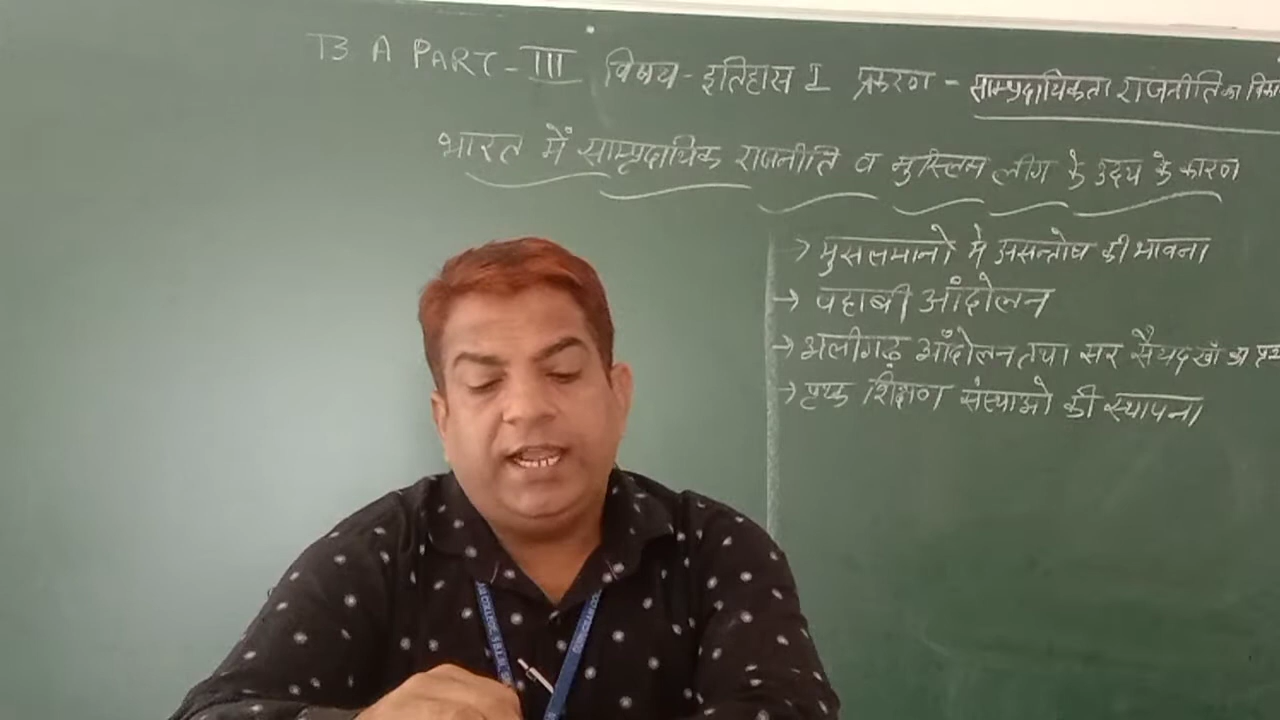 B A PART-III विषय-इतिहास I प्रकरण - साम्प्रदायिकता राजनीति का
भारत में साम्प्रदायिक राजनीति व मुस्लिम लीग के उदय के कारण
→ मुसलमानो मे असन्तोष की भावना
→ वहाबी आंदोलन
→ अलीगढ़ आँदोलन तथा सर सैयद खाँ का
→ पृथ्क शिक्षण संस्थाओ की स्थापना